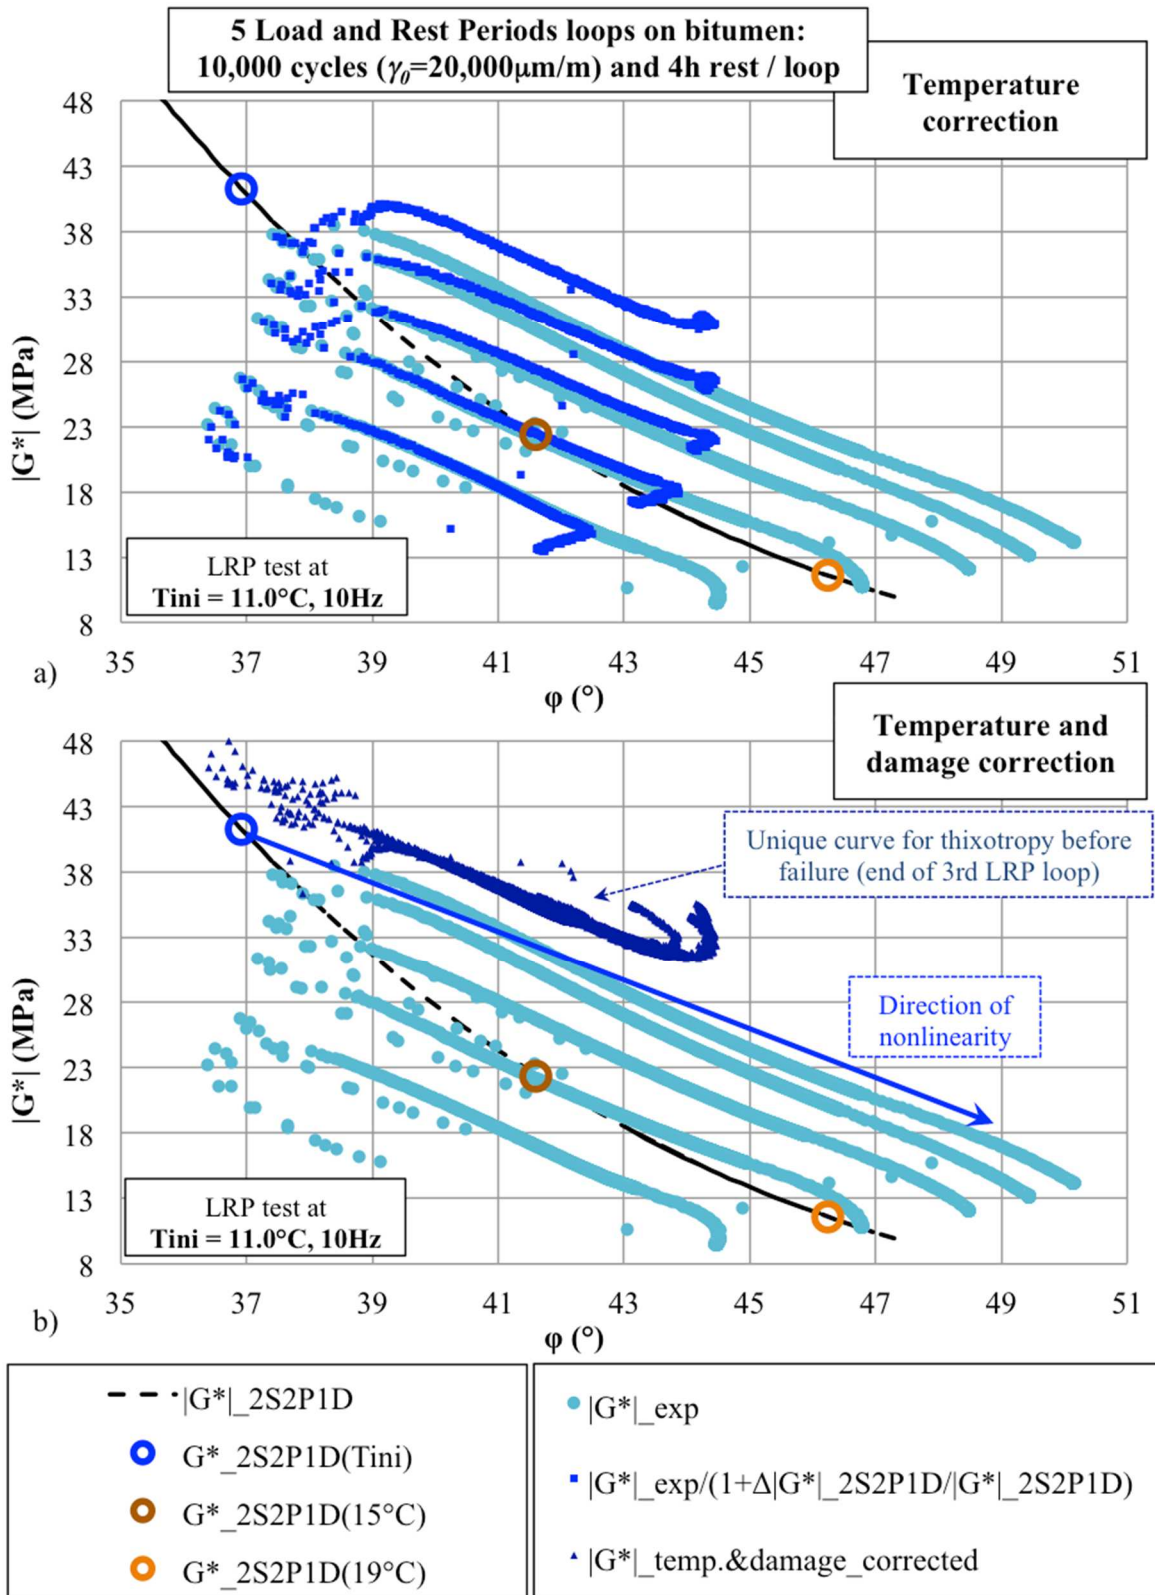 5 Load and Rest Periods loops on bitumen:
10,000 cycles (γ0=20,000μm/m) and 4h rest / loop
Temperature
correction
48
43
38
33
28
23
18
13
8
|G*| (MPa)
LRP test at
Tini = 11.0°C, 10Hz
35 37 39 41 43 45 47 49 51
a)
φ (°)
Temperature and
damage correction
48
43
38
33
28
23
18
13
8
|G*| (MPa)
Unique curve for thixotropy before
failure (end of 3rd LRP loop)
Direction of
nonlinearity
LRP test at
Tini = 11.0°C, 10Hz
35 37 39 41 43 45 47 49 51
b)
φ (°)
|G*|_2S2P1D
G*_2S2P1D(Tini)
G*_2S2P1D(15°C)
G*_2S2P1D(19°C)
|G*|_exp
|G*|_exp/(1+Δ|G*|_2S2P1D/|G*|_2S2P1D)
|G*|_temp.&damage_corrected